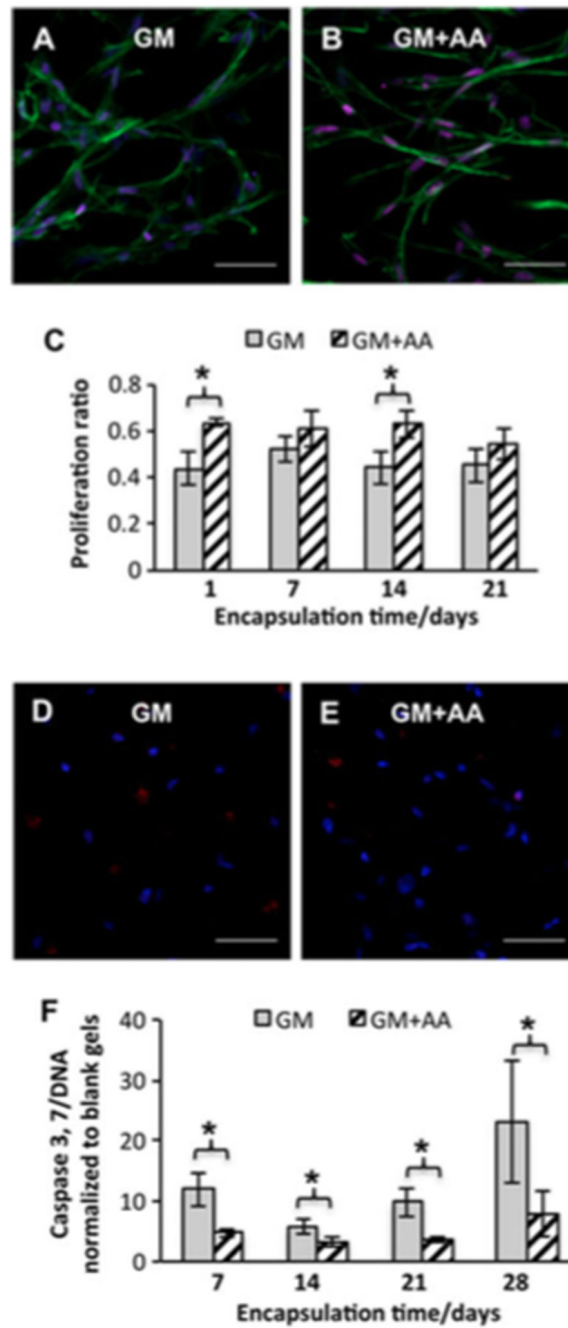 A GM
B GM+AA
C
GM GM+AA
*
*
Proliferation ratio
0.8
0.6
0.4
0.2
0
1 7 14 21
Encapsulation time/days
D GM
E GM+AA
F
GM GM+AA
*
*
*
*
Caspase 3, 7/DNA
normalized to blank gels
40
30
20
10
0
7 14 21 28
Encapsulation time/days